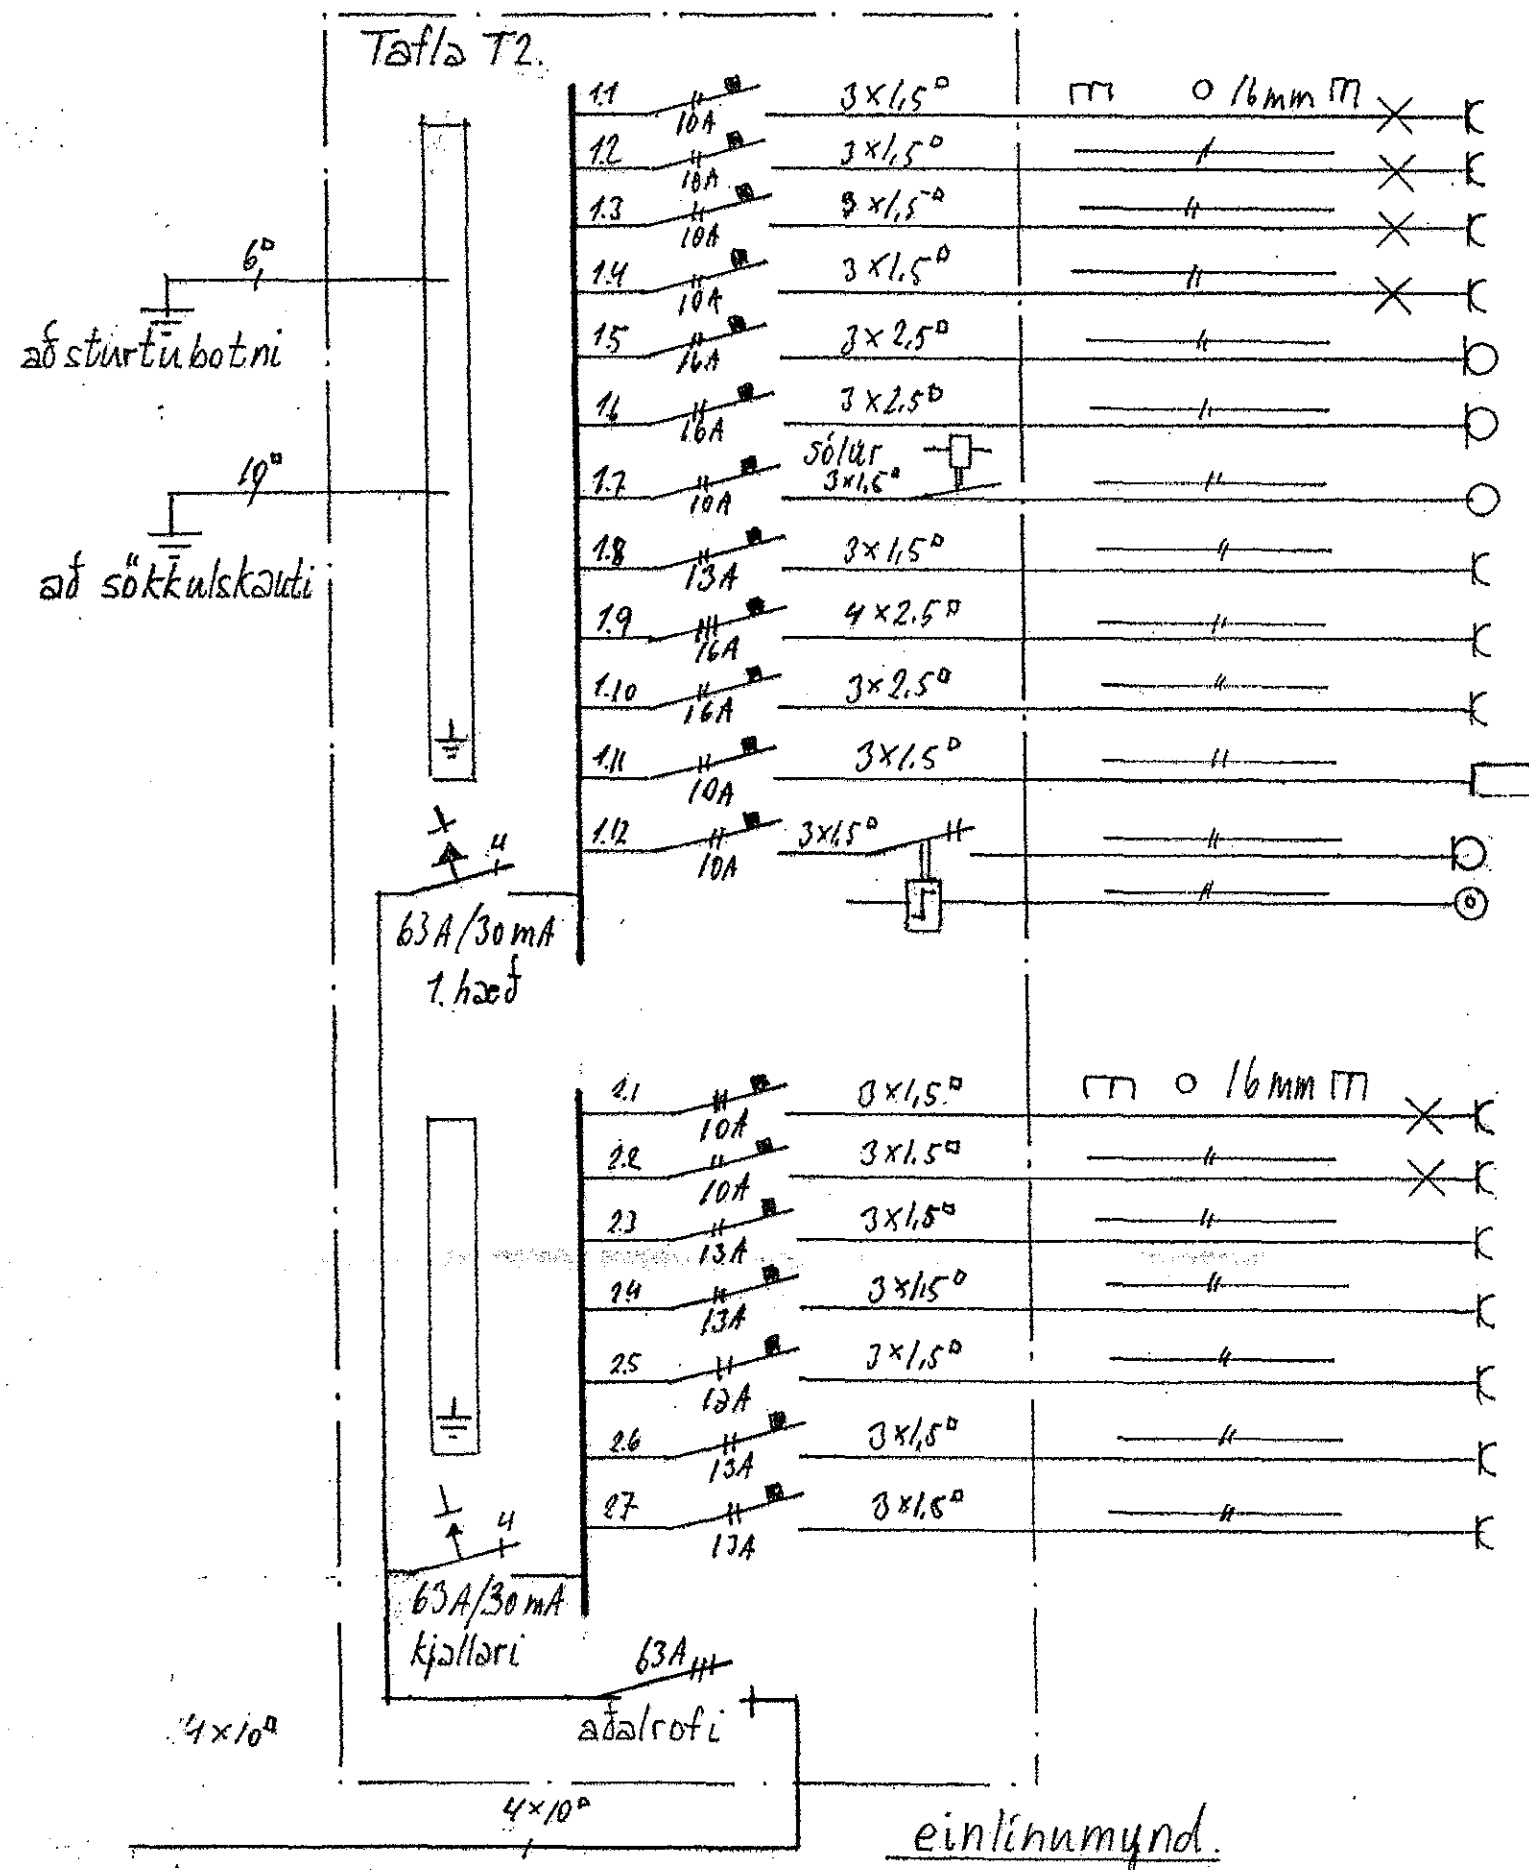 Tafla T2.
1.1 10A 3×1,5▫ 16mm
1.2 10A 3×1,5▫
1.3 10A 3×1,5▫
1.4 10A 3×1,5▫
1.5 16A 3×2,5▫
1.6 16A 3×2,5▫
sólúr
1.7 10A 3×1,5▫
1.8 13A 3×1,5▫
1.9 16A 4×2,5▫
1.10 16A 3×2,5▫
1.11 10A 3×1,5▫
1.12 10A 3×1,5▫
6▫
að sturtubotni
10▫
að sökkulskauti
4
63A/30mA
1. hæð
2.1 10A 3×1,5▫ 16mm
2.2 10A 3×1,5▫
2.3 13A 3×1,5▫
2.4 13A 3×1,5▫
2.5 13A 3×1,5▫
2.6 13A 3×1,5▫
2.7 13A 3×1,5▫
4
63A/30mA
kjallari
63A
aðalrofi
4×10▫
4×10▫
einlínumynd.